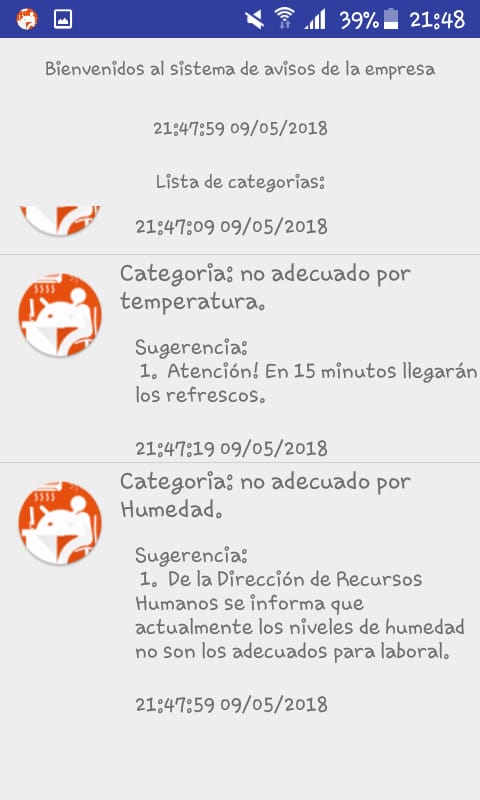 39% 21:48
Bienvenidos al sistema de avisos de la empresa
21:47:59 09/05/2018
Lista de categorias:
21:47:09 09/05/2018
Categoria: no adecuado por
temperatura.
Sugerencia:
1. Atención! En 15 minutos llegarán
los refrescos.
21:47:19 09/05/2018
Categoria: no adecuado por
Humedad.
Sugerencia:
1. De la Dirección de Recursos
Humanos se informa que
actualmente los niveles de humedad
no son los adecuados para laboral.
21:47:59 09/05/2018